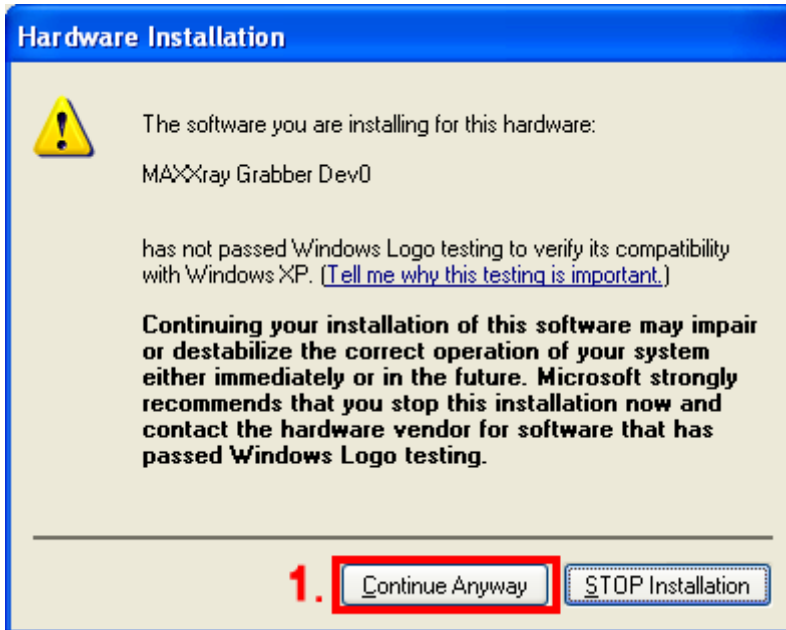 Hardware Installation
The software you are installing for this hardware:
MAXXray Grabber Dev0
has not passed Windows Logo testing to verify its compatibility
with Windows XP. (Tell me why this testing is important.)
Continuing your installation of this software may impair
or destabilize the correct operation of your system
either immediately or in the future. Microsoft strongly
recommends that you stop this installation now and
contact the hardware vendor for software that has
passed Windows Logo testing.
1. Continue Anyway STOP Installation